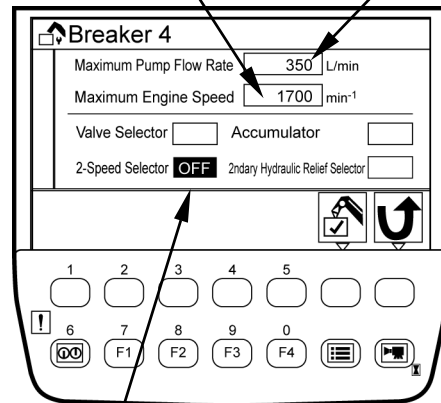 Breaker 4
Maximum Pump Flow Rate 350 L/min
Maximum Engine Speed 1700 min-1
Valve Selector Accumulator
2-Speed Selector OFF 2ndary Hydraulic Relief Selector
1 2 3 4 5
!
6 7 8 9 0
F1 F2 F3 F4